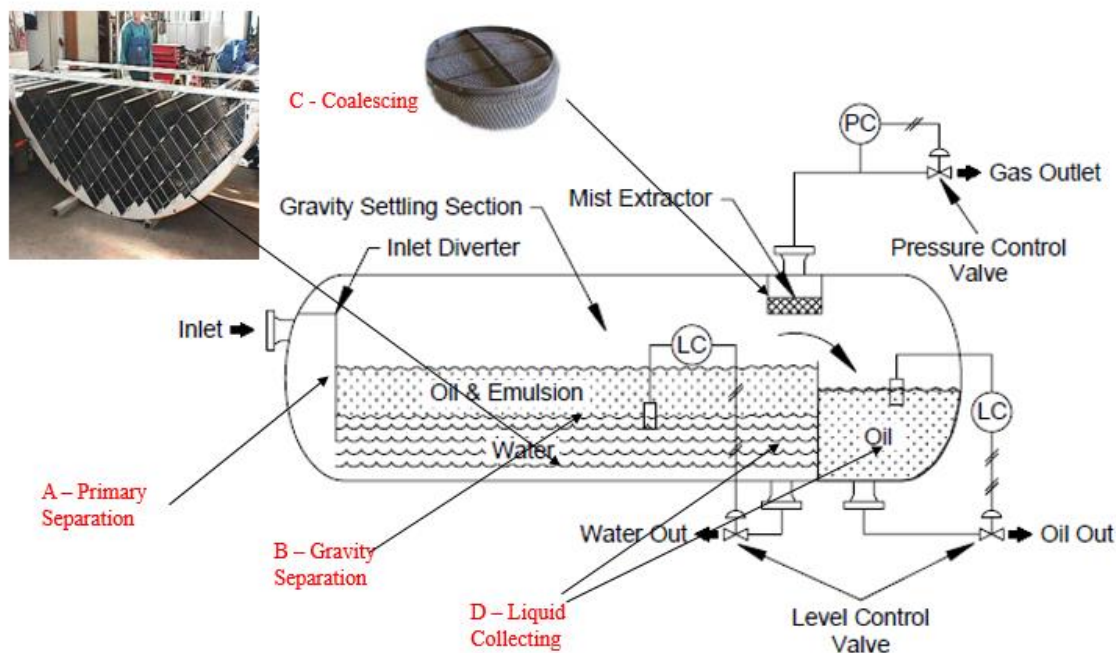 C - Coalescing
PC
Gas Outlet
Mist Extractor
Gravity Settling Section
Pressure Control
Valve
Inlet Diverter
Inlet
LC
Oil & Emulsion
LC
Oil
Water
A – Primary
Separation
Water Out
Oil Out
B – Gravity
Separation
D – Liquid
Collecting
Level Control
Valve